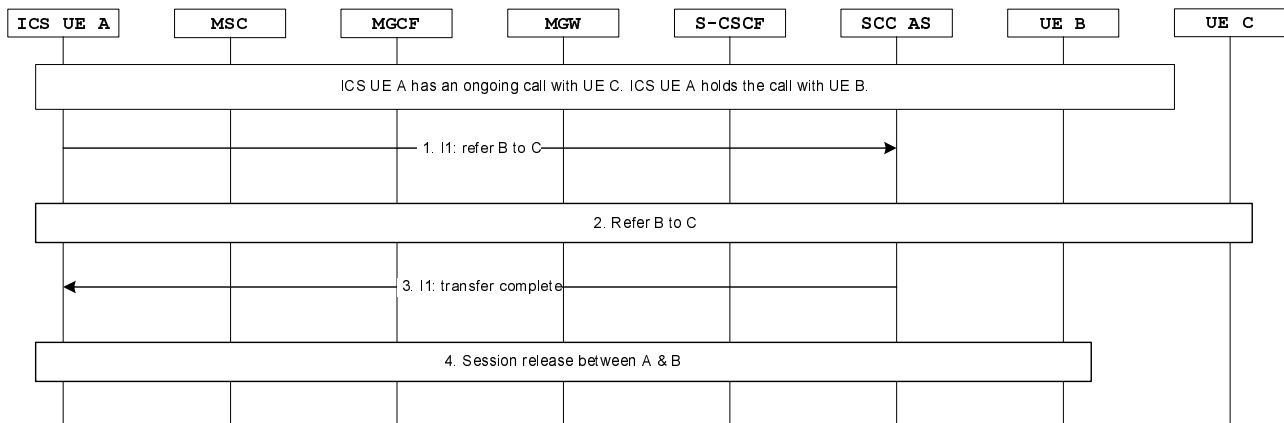 ICS UE A MSC MGCF MGW S-CSCF SCC AS UE B UE C
ICS UE A has an ongoing call with UE C. ICS UE A holds the call with UE B.
1. I1: refer B to C
2. Refer B to C
3. I1: transfer complete
4. Session release between A & B